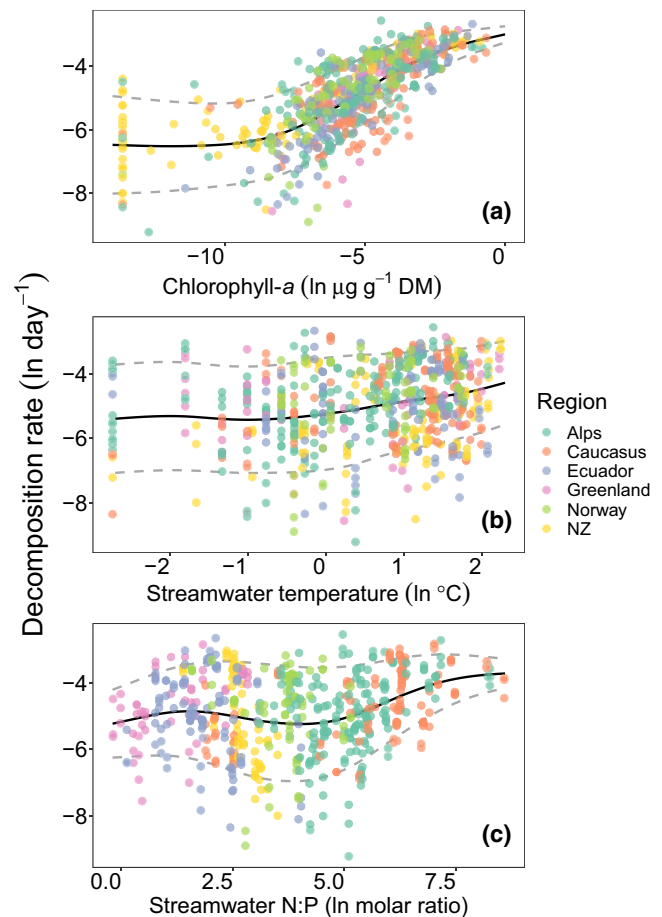 Decomposition rate (ln day⁻¹)
−4
−6
−8
(a)
−10
−5
0
Chlorophyll-a (ln μg g⁻¹ DM)
−4
−6
−8
(b)
−2
−1
0
1
2
Streamwater temperature (ln °C)
−4
−6
−8
(c)
0.0
2.5
5.0
7.5
Streamwater N:P (ln molar ratio)
Region
Alps
Caucasus
Ecuador
Greenland
Norway
NZ